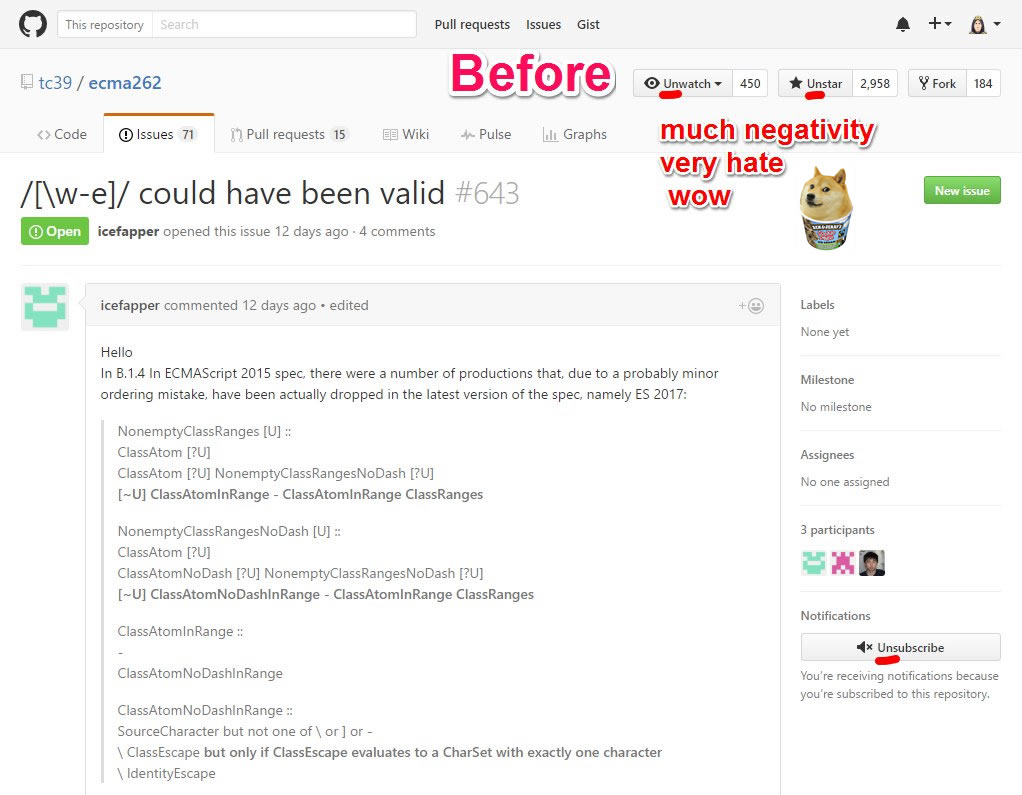 This repository Search Pull requests Issues Gist
Before
tc39 / ecma262 Unwatch 450 Unstar 2,958 Fork 184
Code Issues 71 Pull requests 15 Wiki Pulse Graphs
much negativity
very hate
wow
/[\w-e]/ could have been valid #643
New issue
Open icefapper opened this issue 12 days ago · 4 comments
icefapper commented 12 days ago • edited
Hello
In B.1.4 In ECMAScript 2015 spec, there were a number of productions that, due to a probably minor
ordering mistake, have been actually dropped in the latest version of the spec, namely ES 2017:
NonemptyClassRanges [U] ::
ClassAtom [?U]
ClassAtom [?U] NonemptyClassRangesNoDash [?U]
[~U] ClassAtomInRange - ClassAtomInRange ClassRanges
NonemptyClassRangesNoDash [U] ::
ClassAtom [?U]
ClassAtomNoDash [?U] NonemptyClassRangesNoDash [?U]
[~U] ClassAtomNoDashInRange - ClassAtomInRange ClassRanges
ClassAtomInRange ::
-
ClassAtomNoDashInRange
ClassAtomNoDashInRange ::
SourceCharacter but not one of \ or ] or -
\ ClassEscape but only if ClassEscape evaluates to a CharSet with exactly one character
\ IdentityEscape
Labels
None yet
Milestone
No milestone
Assignees
No one assigned
3 participants
Notifications
Unsubscribe
You're receiving notifications because
you're subscribed to this repository.